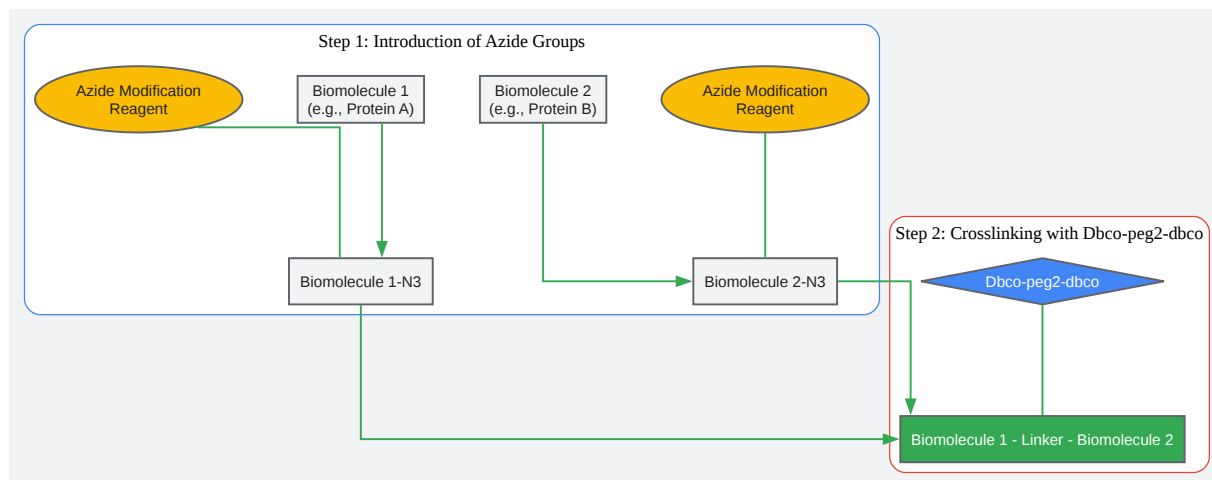 Step 1: Introduction of Azide Groups
Azide Modification
Reagent
Biomolecule 1
(e.g., Protein A)
Biomolecule 2
(e.g., Protein B)
Azide Modification
Reagent
Biomolecule 1-N3
Biomolecule 2-N3
Step 2: Crosslinking with Dbco-peg2-dbco
Dbco-peg2-dbco
Biomolecule 1 - Linker - Biomolecule 2